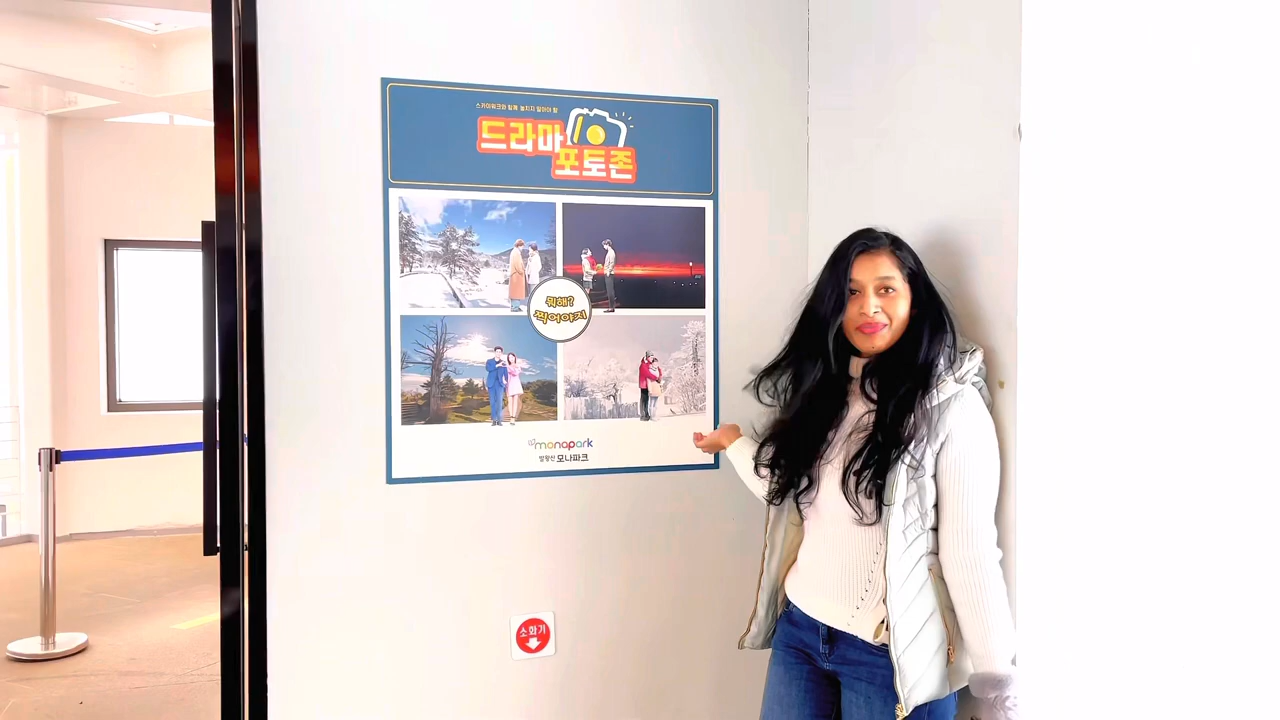 스카이워크와 함께 놓치지 말아야 할
드라마
포토존
뭐해?
찍어야지
monapark
발왕산 모나파크
소화기